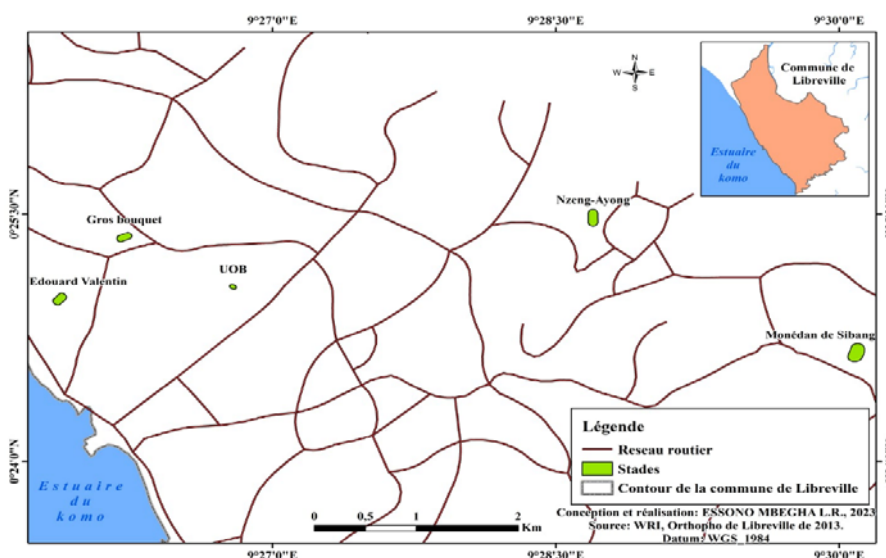 9°27'0"E
9°28'30"E
9°30'0"E
Commune de
Libreville
Estuaire
du
komo
N
W E
S
0°25'30"N
Nzeng-Ayong
Gros bouquet
UOB
Edouard Valentin
Monédan de Sibang
Légende
Reseau routier
Stades
Contour de la commune de Libreville
0°24'0"N
Estuaire
du
komo
0 0.5 1 2
Km
Conception et réalisation: ESSONO MBEGHA L.R., 2023
Source: WRI, Orthopho de Libreville de 2013.
Datum: WGS_1984
9°27'0"E
9°28'30"E
9°30'0"E